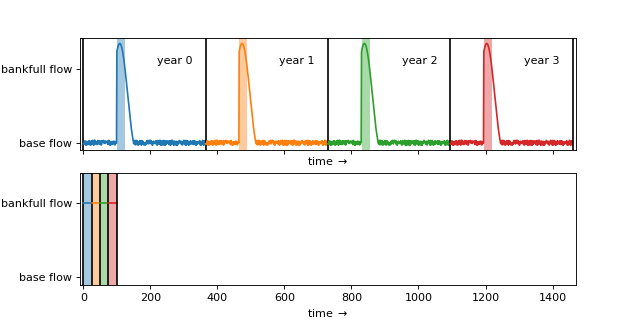 bankfull flow
year 0 year 1 year 2 year 3
base flow
time →
bankfull flow
base flow
0 200 400 600 800 1000 1200 1400
time →